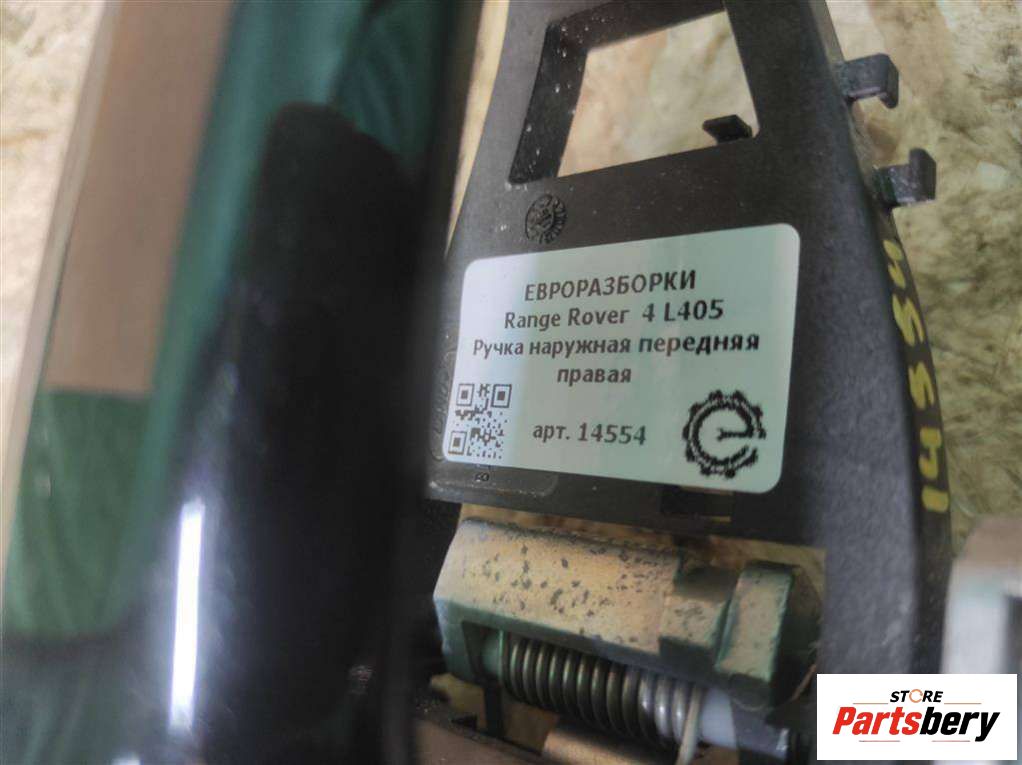 ЕВРОРАЗБОРКИ
Range Rover 4 L405
Ручка наружная передняя
правая
арт. 14554
14554
STORE
Partsbery